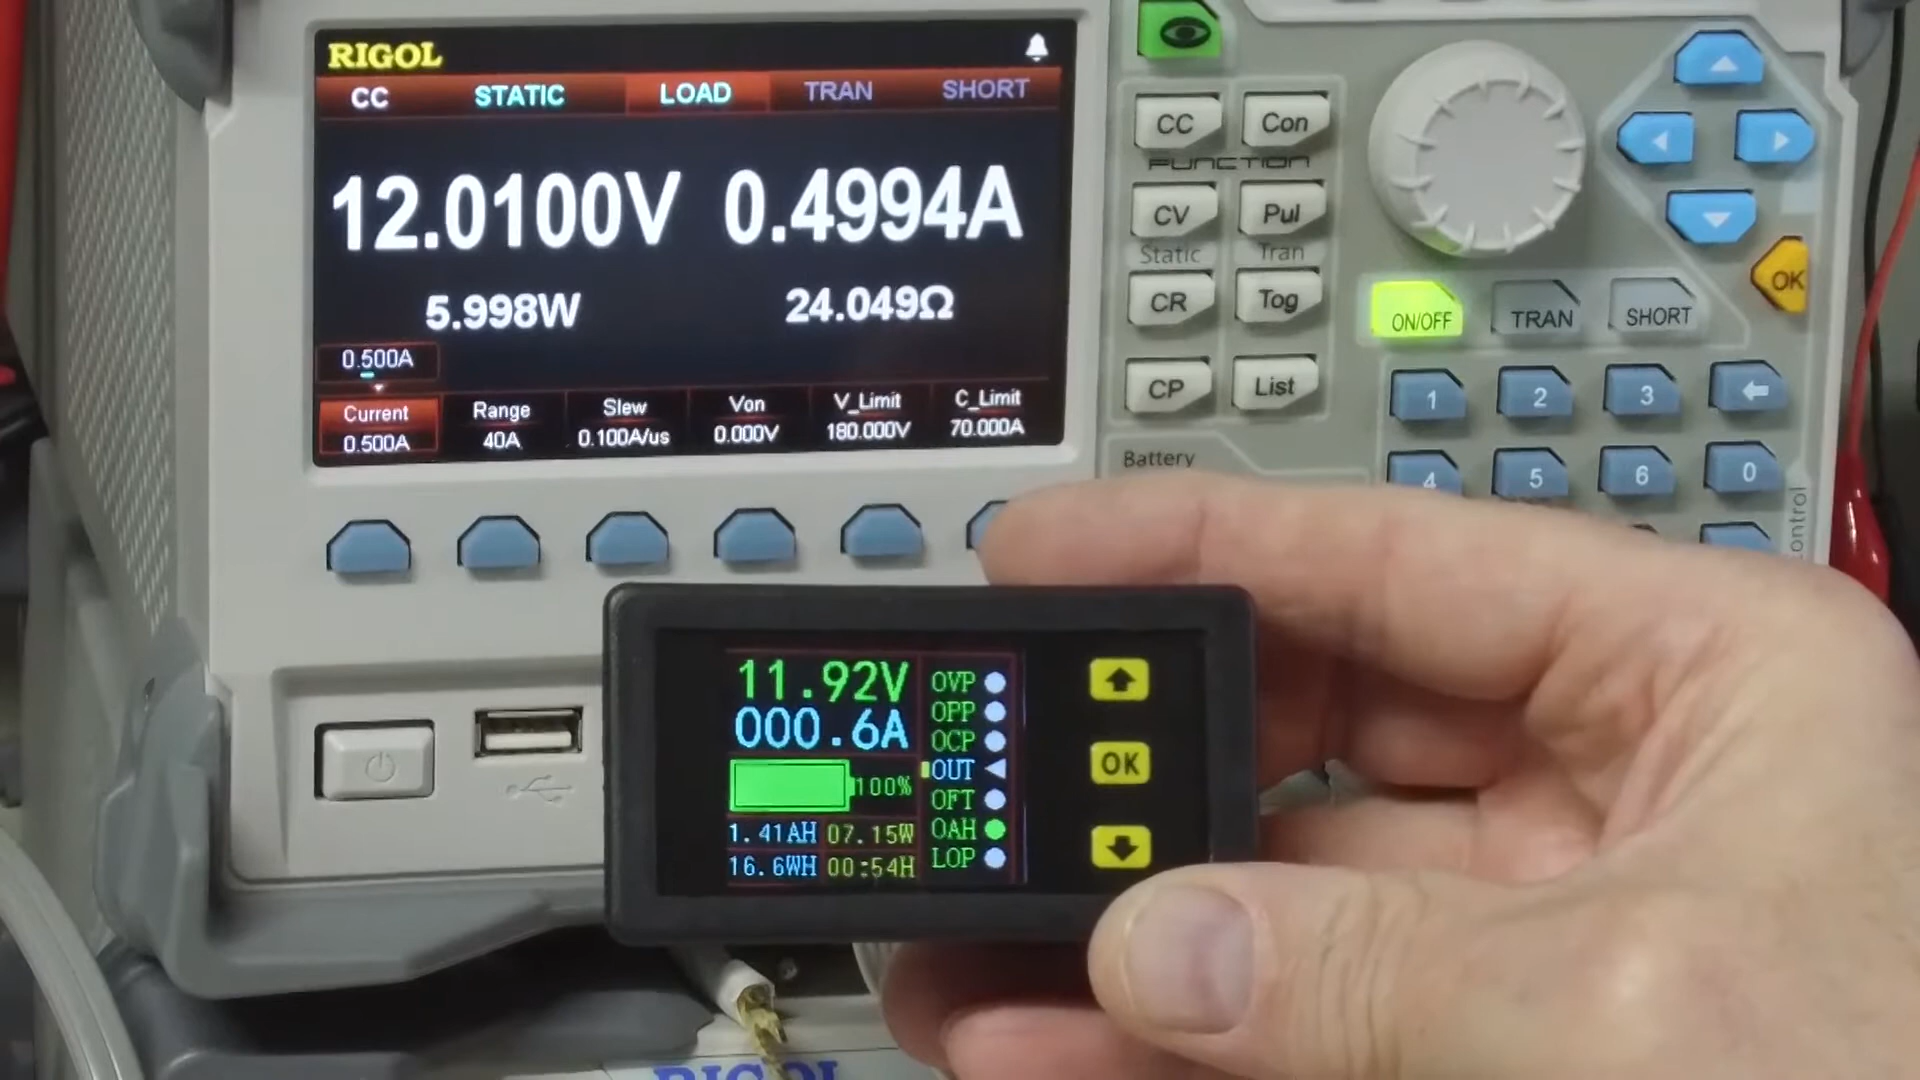 RIGOL
CC STATIC LOAD TRAN SHORT
12.0100V 0.4994A
5.998W 24.049Ω
0.500A
Current Range Slew Von V_Limit C_Limit
0.500A 40A 0.100A/us 0.000V 180.000V 70.000A
CC Con
FUNCTION
CV Pul
Static Tran
CR Tog
CP List
Battery
OK
ON/OFF TRAN SHORT
1 2 3
4 5 6 0
11.92V
000.6A
100%
1.41AH 07.15W
16.6WH 00:54H
OVP
OPP
OCP
OUT
OFT
OAH
LOP
OK
RIGOL